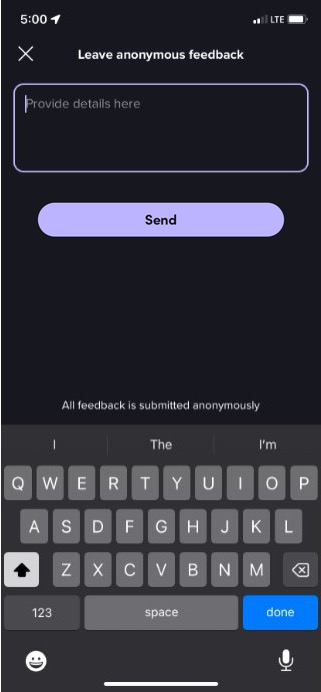 5:00 LTE
Leave anonymous feedback
Provide details here
Send
All feedback is submitted anonymously
I The I'm
Q W E R T Y U I O P
A S D F G H J K L
Z X C V B N M
123 space done